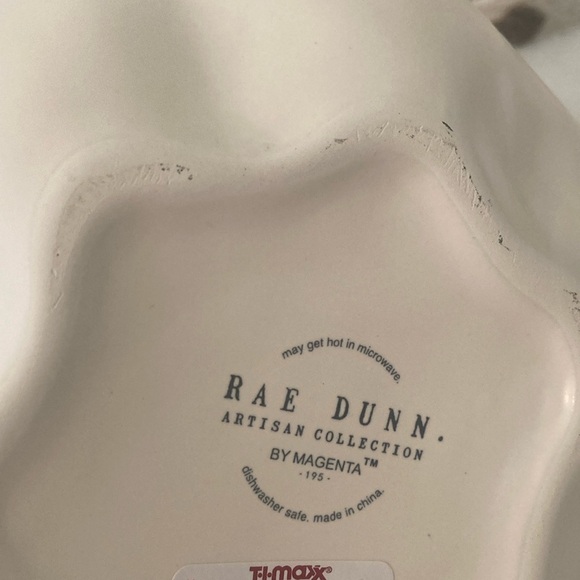 may get hot in microwave.
RAE DUNN.
ARTISAN COLLECTION
BY MAGENTA™
- 195 -
dishwasher safe. made in china.
T·J·maxx®